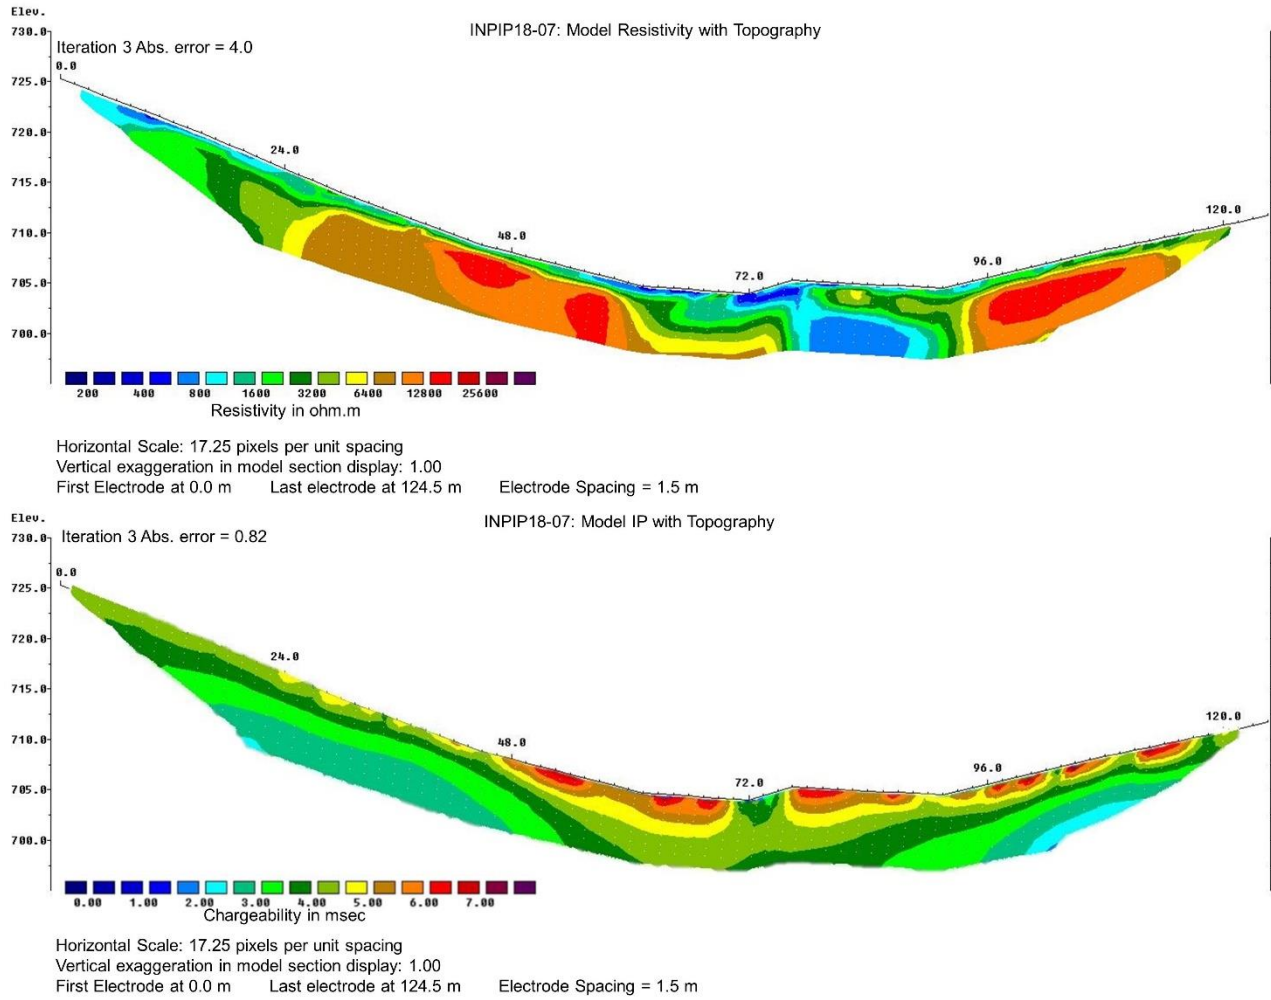 Elev.
INPIP18-07: Model Resistivity with Topography
730.0
Iteration 3 Abs. error = 4.0
0.0
725.0
720.0
24.0
715.0
120.0
710.0
48.0
96.0
72.0
705.0
700.0
200 400 800 1600 3200 6400 12800 25600
Resistivity in ohm.m
Horizontal Scale: 17.25 pixels per unit spacing
Vertical exaggeration in model section display: 1.00
First Electrode at 0.0 m Last electrode at 124.5 m Electrode Spacing = 1.5 m
Elev.
INPIP18-07: Model IP with Topography
730.0
Iteration 3 Abs. error = 0.82
0.0
725.0
720.0
24.0
715.0
120.0
710.0
48.0
96.0
72.0
705.0
700.0
0.00 1.00 2.00 3.00 4.00 5.00 6.00 7.00
Chargeability in msec
Horizontal Scale: 17.25 pixels per unit spacing
Vertical exaggeration in model section display: 1.00
First Electrode at 0.0 m Last electrode at 124.5 m Electrode Spacing = 1.5 m